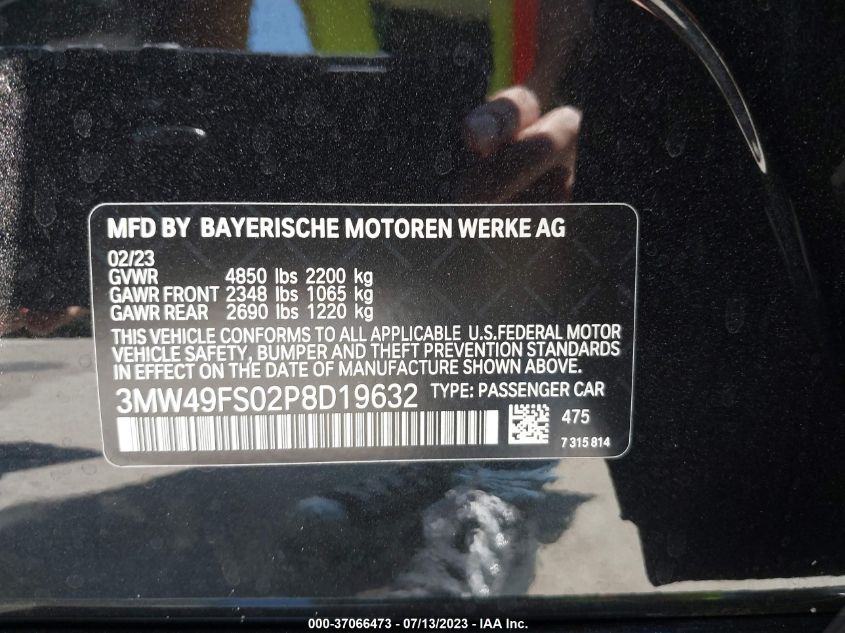 MFD BY BAYERISCHE MOTOREN WERKE AG
02/23
GVWR 4850 lbs 2200 kg
GAWR FRONT 2348 lbs 1065 kg
GAWR REAR 2690 lbs 1220 kg
THIS VEHICLE CONFORMS TO ALL APPLICABLE U.S.FEDERAL MOTOR
VEHICLE SAFETY, BUMPER AND THEFT PREVENTION STANDARDS
IN EFFECT ON THE DATE OF MANUFACTURE SHOWN ABOVE.
3MW49FS02P8D19632 TYPE: PASSENGER CAR
475
7 315 814
000-37066473 - 07/13/2023 - IAA Inc.